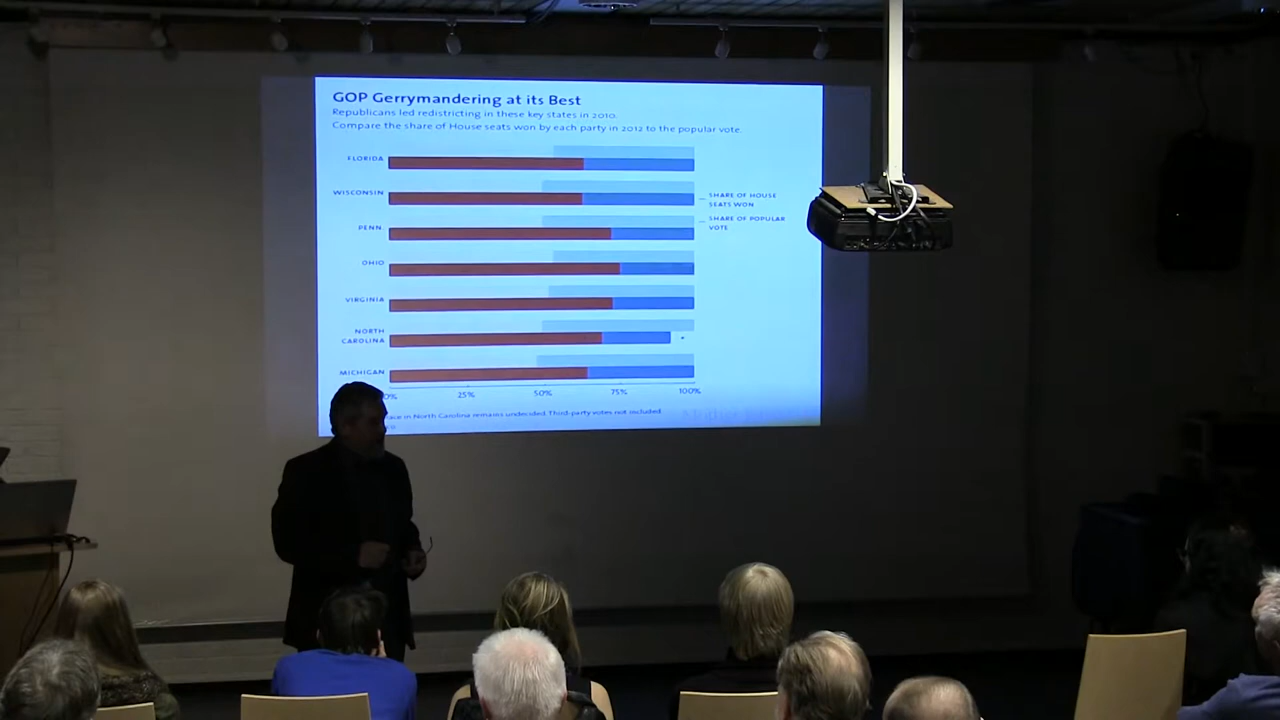 GOP Gerrymandering at its Best
Republicans led redistricting in these key states in 2010.
Compare the share of House seats won by each party in 2012 to the popular vote.
FLORIDA
WISCONSIN
SHARE OF HOUSE
SEATS WON
PENN.
SHARE OF POPULAR
VOTE
OHIO
VIRGINIA
NORTH
CAROLINA
MICHIGAN
0% 25% 50% 75% 100%
in North Carolina remains undecided. Third-party votes not included